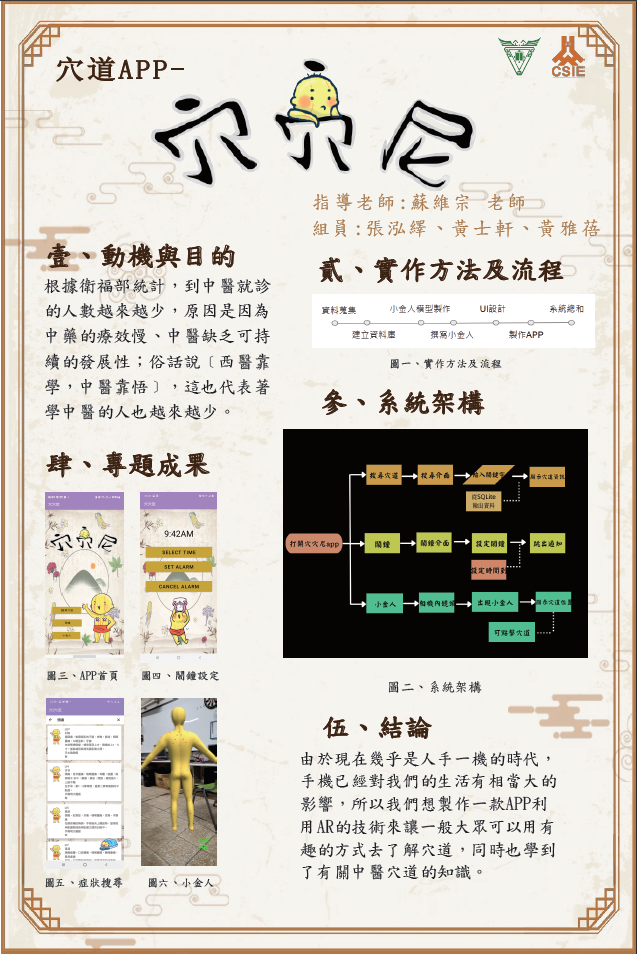 穴道APP-
穴穴尼
CSIE
指導老師:蘇維宗 老師
組員:張泓繹、黃士軒、黃雅蓓
壹、動機與目的
根據衛福部統計，到中醫就診
的人數越來越少，原因是因為
中藥的療效慢、中醫缺乏可持
續的發展性；俗話說〔西醫靠
學，中醫靠悟〕，這也代表著
學中醫的人也越來越少。
貳、實作方法及流程
資料蒐集
小金人模型製作
UI設計
系統總和
建立資料庫
撰寫小金人
製作APP
圖一、實作方法及流程
參、系統架構
打開穴穴尼app
搜尋穴道
搜尋介面
輸入關鍵字
從SQLite
輸出資料
顯示穴道資訊
鬧鐘
鬧鐘介面
設定鬧鐘
設定時間到
跳出通知
小金人
相機內鏡頭
出現小金人
可點擊穴道
顯示穴道位置
圖二、系統架構
肆、專題成果
穴穴尼
9:42AM
SELECT TIME
SET ALARM
CANCEL ALARM
圖三、APP首頁
圖四、鬧鐘設定
圖五、症狀搜尋
圖六、小金人
伍、結論
由於現在幾乎是人手一機的時代，
手機已經對我們的生活有相當大的
影響，所以我們想製作一款APP利
用AR的技術來讓一般大眾可以用有
趣的方式去了解穴道，同時也學到
了有關中醫穴道的知識。